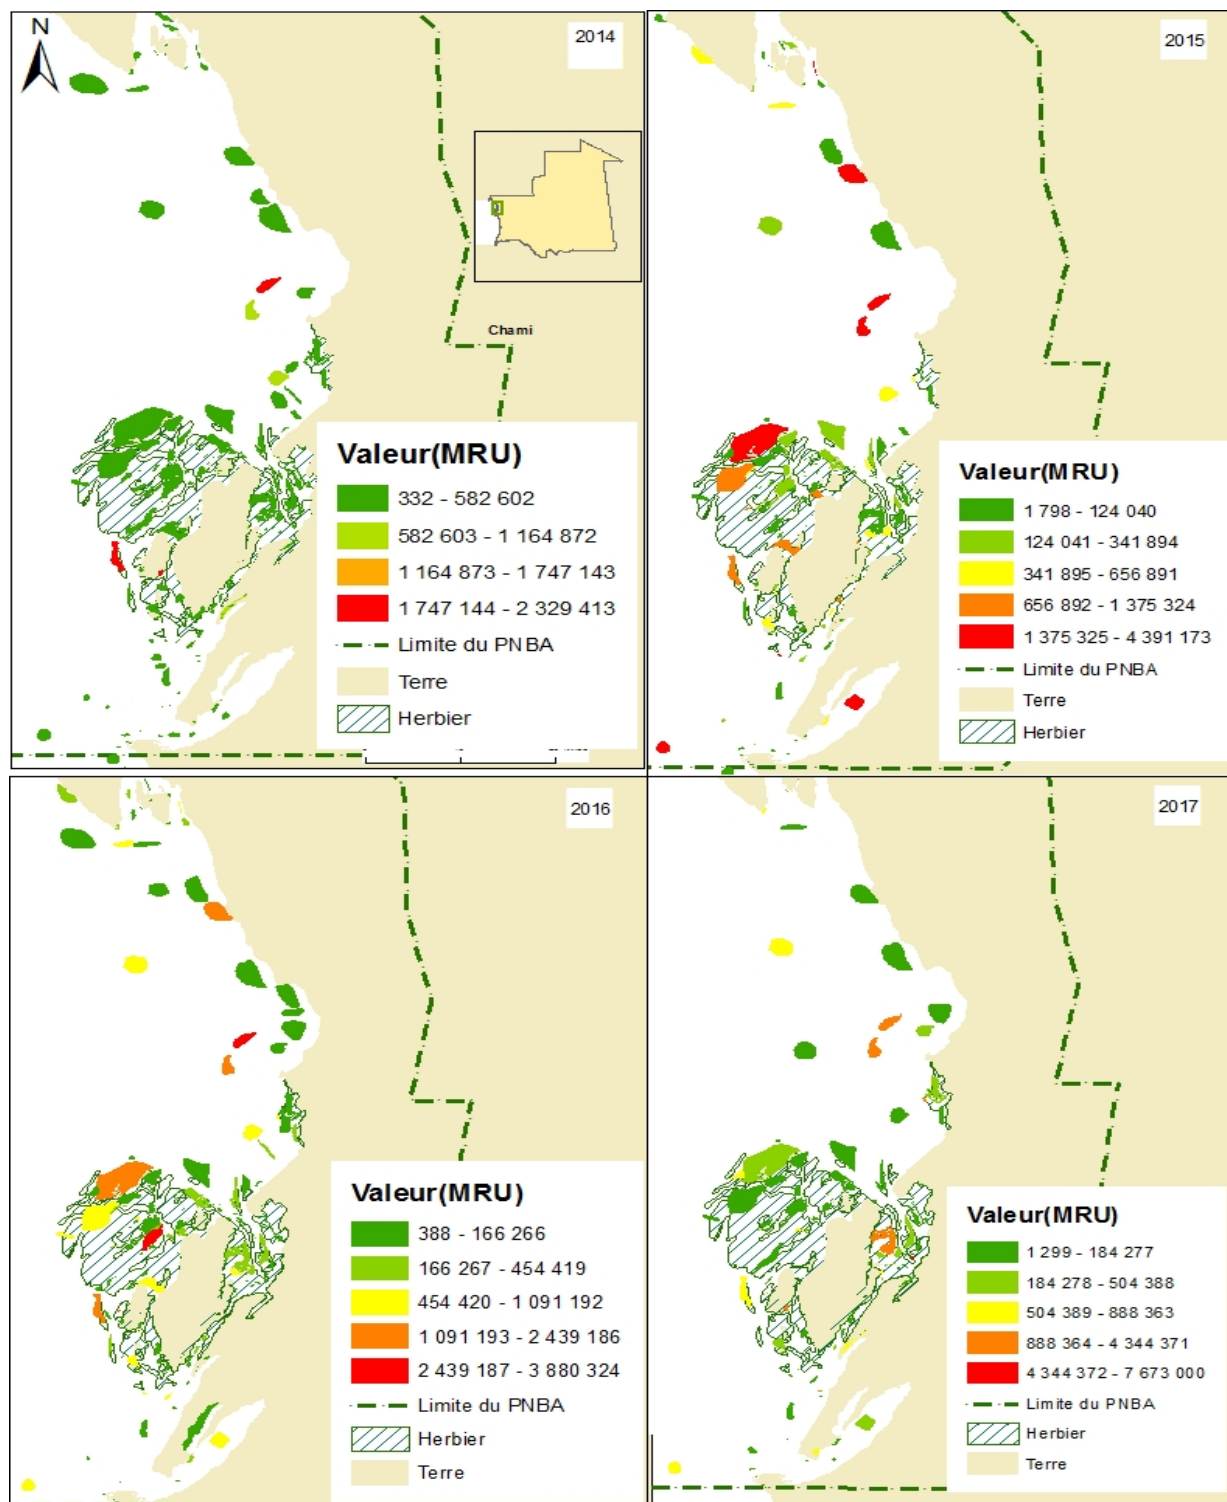 N
2014
Chami
Valeur(MRU)
332 - 582 602
582 603 - 1 164 872
1 164 873 - 1 747 143
1 747 144 - 2 329 413
Limite du PNBA
Terre
Herbier
2015
Valeur(MRU)
1 798 - 124 040
124 041 - 341 894
341 895 - 656 891
656 892 - 1 375 324
1 375 325 - 4 391 173
Limite du PNBA
Terre
Herbier
2016
Valeur(MRU)
388 - 166 266
166 267 - 454 419
454 420 - 1 091 192
1 091 193 - 2 439 186
2 439 187 - 3 880 324
Limite du PNBA
Herbier
Terre
2017
Valeur(MRU)
1 299 - 184 277
184 278 - 504 388
504 389 - 888 363
888 364 - 4 344 371
4 344 372 - 7 673 000
Limite du PNBA
Herbier
Terre